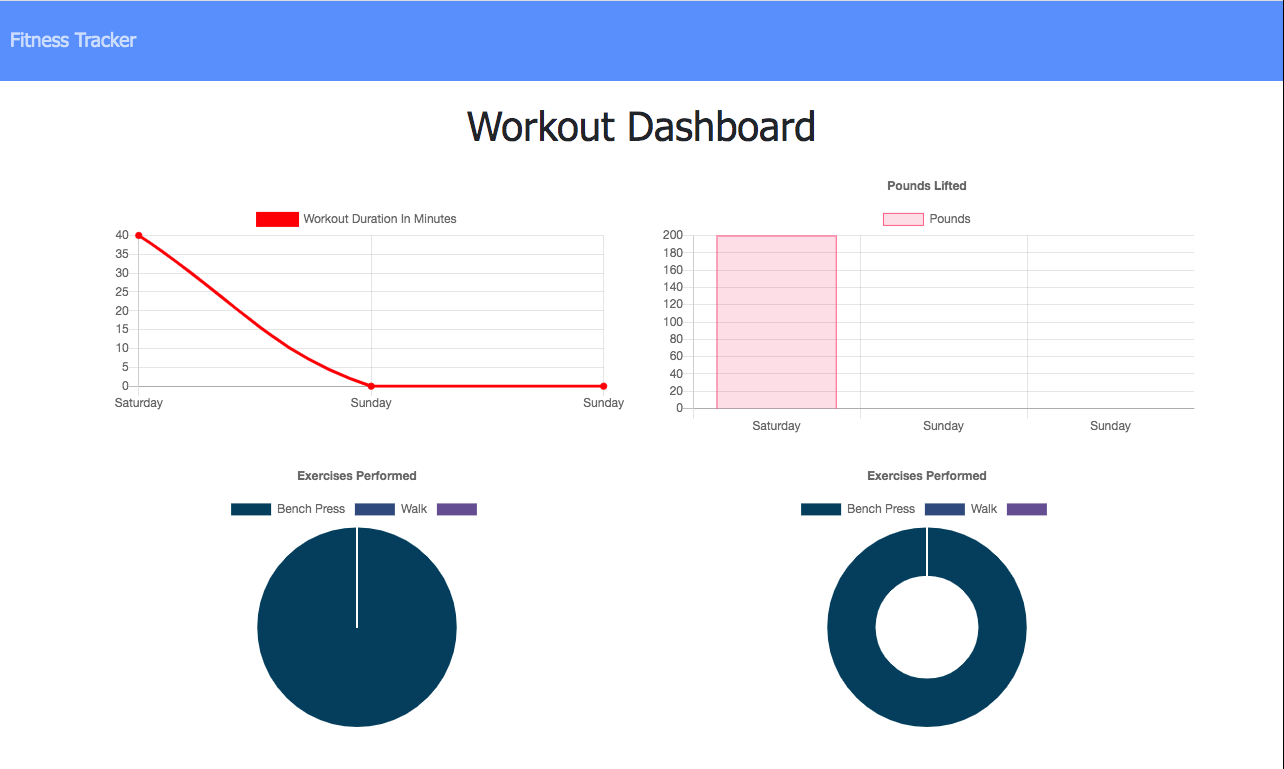 Fitness Tracker
Workout Dashboard
Workout Duration In Minutes
40
35
30
25
20
15
10
5
0
Saturday Sunday Sunday
Pounds Lifted
Pounds
200
180
160
140
120
100
80
60
40
20
0
Saturday Sunday Sunday
Exercises Performed
Bench Press Walk
Exercises Performed
Bench Press Walk